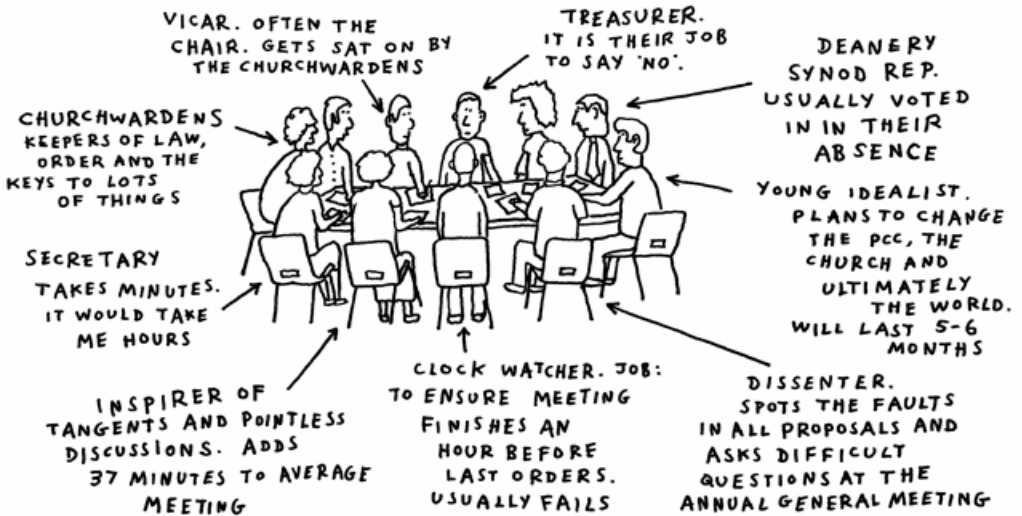 VICAR. OFTEN THE
CHAIR. GETS SAT ON BY
THE CHURCHWARDENS
TREASURER.
IT IS THEIR JOB
TO SAY 'NO'.
DEANERY
SYNOD REP.
USUALLY VOTED
IN IN THEIR
ABSENCE
CHURCHWARDENS
KEEPERS OF LAW,
ORDER AND THE
KEYS TO LOTS
OF THINGS
YOUNG IDEALIST.
PLANS TO CHANGE
THE PCC, THE
CHURCH AND
ULTIMATELY
THE WORLD.
WILL LAST 5-6
MONTHS
SECRETARY
TAKES MINUTES.
IT WOULD TAKE
ME HOURS
INSPIRER OF
TANGENTS AND POINTLESS
DISCUSSIONS. ADDS
37 MINUTES TO AVERAGE
MEETING
CLOCK WATCHER. JOB:
TO ENSURE MEETING
FINISHES AN
HOUR BEFORE
LAST ORDERS.
USUALLY FAILS
DISSENTER.
SPOTS THE FAULTS
IN ALL PROPOSALS AND
ASKS DIFFICULT
QUESTIONS AT THE
ANNUAL GENERAL MEETING